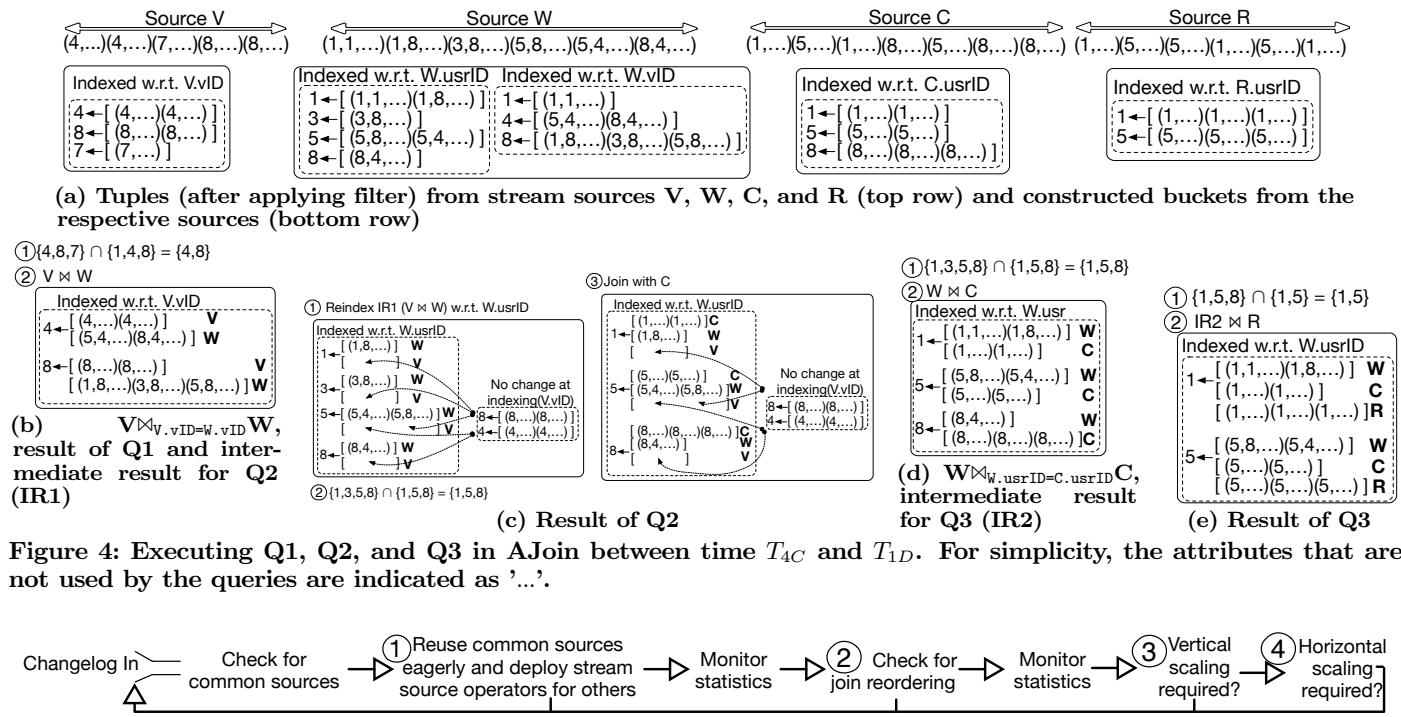 Source V
Source W
Source C
Source R
(4,...)(4,...)(7,...)(8,...)(8,...)
(1,1,...)(1,8,...)(3,8,...)(5,8,...)(5,4,...)(8,4,...)
(1,...)(5,...)(1,...)(8,...)(5,...)(8,...)(8,...)
(1,...)(5,...)(5,...)(1,...)(5,...)(1,...)
Indexed w.r.t. V.vID
4 [ (4,...)(4,...) ]
8 [ (8,...)(8,...) ]
7 [ (7,...) ]
Indexed w.r.t. W.usrID
1 [ (1,1,...)(1,8,...) ]
3 [ (3,8,...) ]
5 [ (5,8,...)(5,4,...) ]
8 [ (8,4,...) ]
Indexed w.r.t. W.vID
1 [ (1,1,...) ]
4 [ (5,4,...)(8,4,...) ]
8 [ (1,8,...)(3,8,...)(5,8,...) ]
Indexed w.r.t. C.usrID
1 [ (1,...)(1,...) ]
5 [ (5,...)(5,...) ]
8 [ (8,...)(8,...)(8,...) ]
Indexed w.r.t. R.usrID
1 [ (1,...)(1,...)(1,...) ]
5 [ (5,...)(5,...)(5,...) ]
(a) Tuples (after applying filter) from stream sources V, W, C, and R (top row) and constructed buckets from the
respective sources (bottom row)
① {4,8,7} ∩ {1,4,8} = {4,8}
② V ⋈ W
Indexed w.r.t. V.vID
4 [ (4,...)(4,...) ] V
[ (5,4,...)(8,4,...) ] W
8 [ (8,...)(8,...) ] V
[ (1,8,...)(3,8,...)(5,8,...) ] W
(b) V⋈V.vID=W.vIDW,
result of Q1 and inter-
mediate result for Q2
(IR1)
① Reindex IR1 (V ⋈ W) w.r.t. W.usrID
Indexed w.r.t. W.usrID
1 [ (1,8,...) ] W
[ ] V
3 [ (3,8,...) ] W
[ ] V
5 [ (5,4,...)(5,8,...) ] W
[ ] V
8 [ (8,4,...) ] W
[ ] V
No change at
indexing(V.vID)
8 [ (8,...)(8,...) ]
4 [ (4,...)(4,...) ]
② {1,3,5,8} ∩ {1,5,8} = {1,5,8}
③ Join with C
Indexed w.r.t. W.usrID
1 [ (1,...)(1,...) ] C
[ (1,8,...) ] W
[ ] V
5 [ (5,...)(5,...) ] C
[ (5,4,...)(5,8,...) ] W
[ ] V
8 [ (8,...)(8,...)(8,...) ] C
[ (8,4,...) ] W
[ ] V
No change at
indexing(V.vID)
8 [ (8,...)(8,...) ]
4 [ (4,...)(4,...) ]
(c) Result of Q2
① {1,3,5,8} ∩ {1,5,8} = {1,5,8}
② W ⋈ C
Indexed w.r.t. W.usr
1 [ (1,1,...)(1,8,...) ] W
[ (1,...)(1,...) ] C
5 [ (5,8,...)(5,4,...) ] W
[ (5,...)(5,...) ] C
8 [ (8,4,...) ] W
[ (8,...)(8,...)(8,...) ] C
(d) W⋈W.usrID=C.usrIDC,
intermediate result
for Q3 (IR2)
① {1,5,8} ∩ {1,5} = {1,5}
② IR2 ⋈ R
Indexed w.r.t. W.usrID
1 [ (1,1,...)(1,8,...) ] W
[ (1,...)(1,...) ] C
[ (1,...)(1,...)(1,...) ] R
5 [ (5,8,...)(5,4,...) ] W
[ (5,...)(5,...) ] C
[ (5,...)(5,...)(5,...) ] R
(e) Result of Q3
Figure 4: Executing Q1, Q2, and Q3 in AJoin between time T4C and T1D. For simplicity, the attributes that are
not used by the queries are indicated as '...'.
Changelog In
Check for
common sources
① Reuse common sources
eagerly and deploy stream
source operators for others
Monitor
statistics
② Check for
join reordering
Monitor
statistics
③ Vertical
scaling
required?
④ Horizontal
scaling
required?